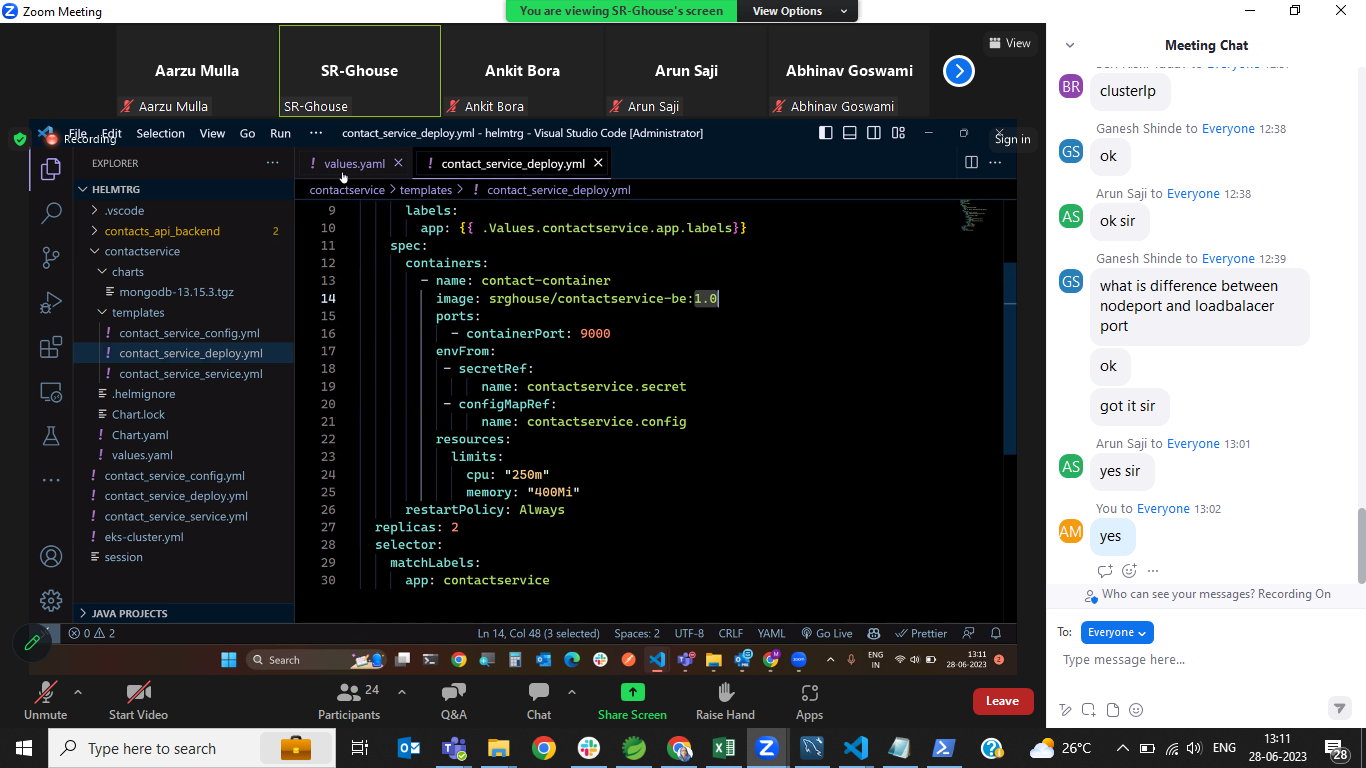 Zoom Meeting
You are viewing SR-Ghouse's screen
View Options
Aarzu Mulla
SR-Ghouse
Ankit Bora
Arun Saji
Abhinav Goswami
View
Aarzu Mulla
SR-Ghouse
Ankit Bora
Arun Saji
Abhinav Goswami
Recording
File Edit Selection View Go Run ···
contact_service_deploy.yml - helmtrg - Visual Studio Code [Administrator]
Sign in
EXPLORER
HELMTRG
.vscode
contacts_api_backend 2
contactservice
charts
mongodb-13.15.3.tgz
templates
contact_service_config.yml
contact_service_deploy.yml
contact_service_service.yml
.helmignore
Chart.lock
Chart.yaml
values.yaml
contact_service_config.yml
contact_service_deploy.yml
contact_service_service.yml
eks-cluster.yml
session
JAVA PROJECTS
values.yaml
contact_service_deploy.yml
contactservice > templates > ! contact_service_deploy.yml
9 labels:
10 app: {{ .Values.contactservice.app.labels}}
11 spec:
12 containers:
13 - name: contact-container
14 image: srghouse/contactservice-be:1.0
15 ports:
16 - containerPort: 9000
17 envFrom:
18 - secretRef:
19 name: contactservice.secret
20 - configMapRef:
21 name: contactservice.config
22 resources:
23 limits:
24 cpu: "250m"
25 memory: "400Mi"
26 restartPolicy: Always
27 replicas: 2
28 selector:
29 matchLabels:
30 app: contactservice
0 2
Ln 14, Col 48 (3 selected) Spaces: 2 UTF-8 CRLF YAML Go Live Prettier
Search
ENG
IN
13:11
28-06-2023
2
Meeting Chat
BR
clusterIp
Ganesh Shinde to Everyone 12:38
GS
ok
Arun Saji to Everyone 12:38
AS
ok sir
Ganesh Shinde to Everyone 12:39
GS
what is difference between
nodeport and loadbalacer
port
ok
got it sir
Arun Saji to Everyone 13:01
AS
yes sir
You to Everyone 13:02
AM
yes
Who can see your messages? Recording On
To: Everyone
Type message here...
Unmute
Start Video
Participants
24
Q&A
Chat
Share Screen
Raise Hand
Apps
Leave
Type here to search
26°C
ENG
13:11
28-06-2023
28